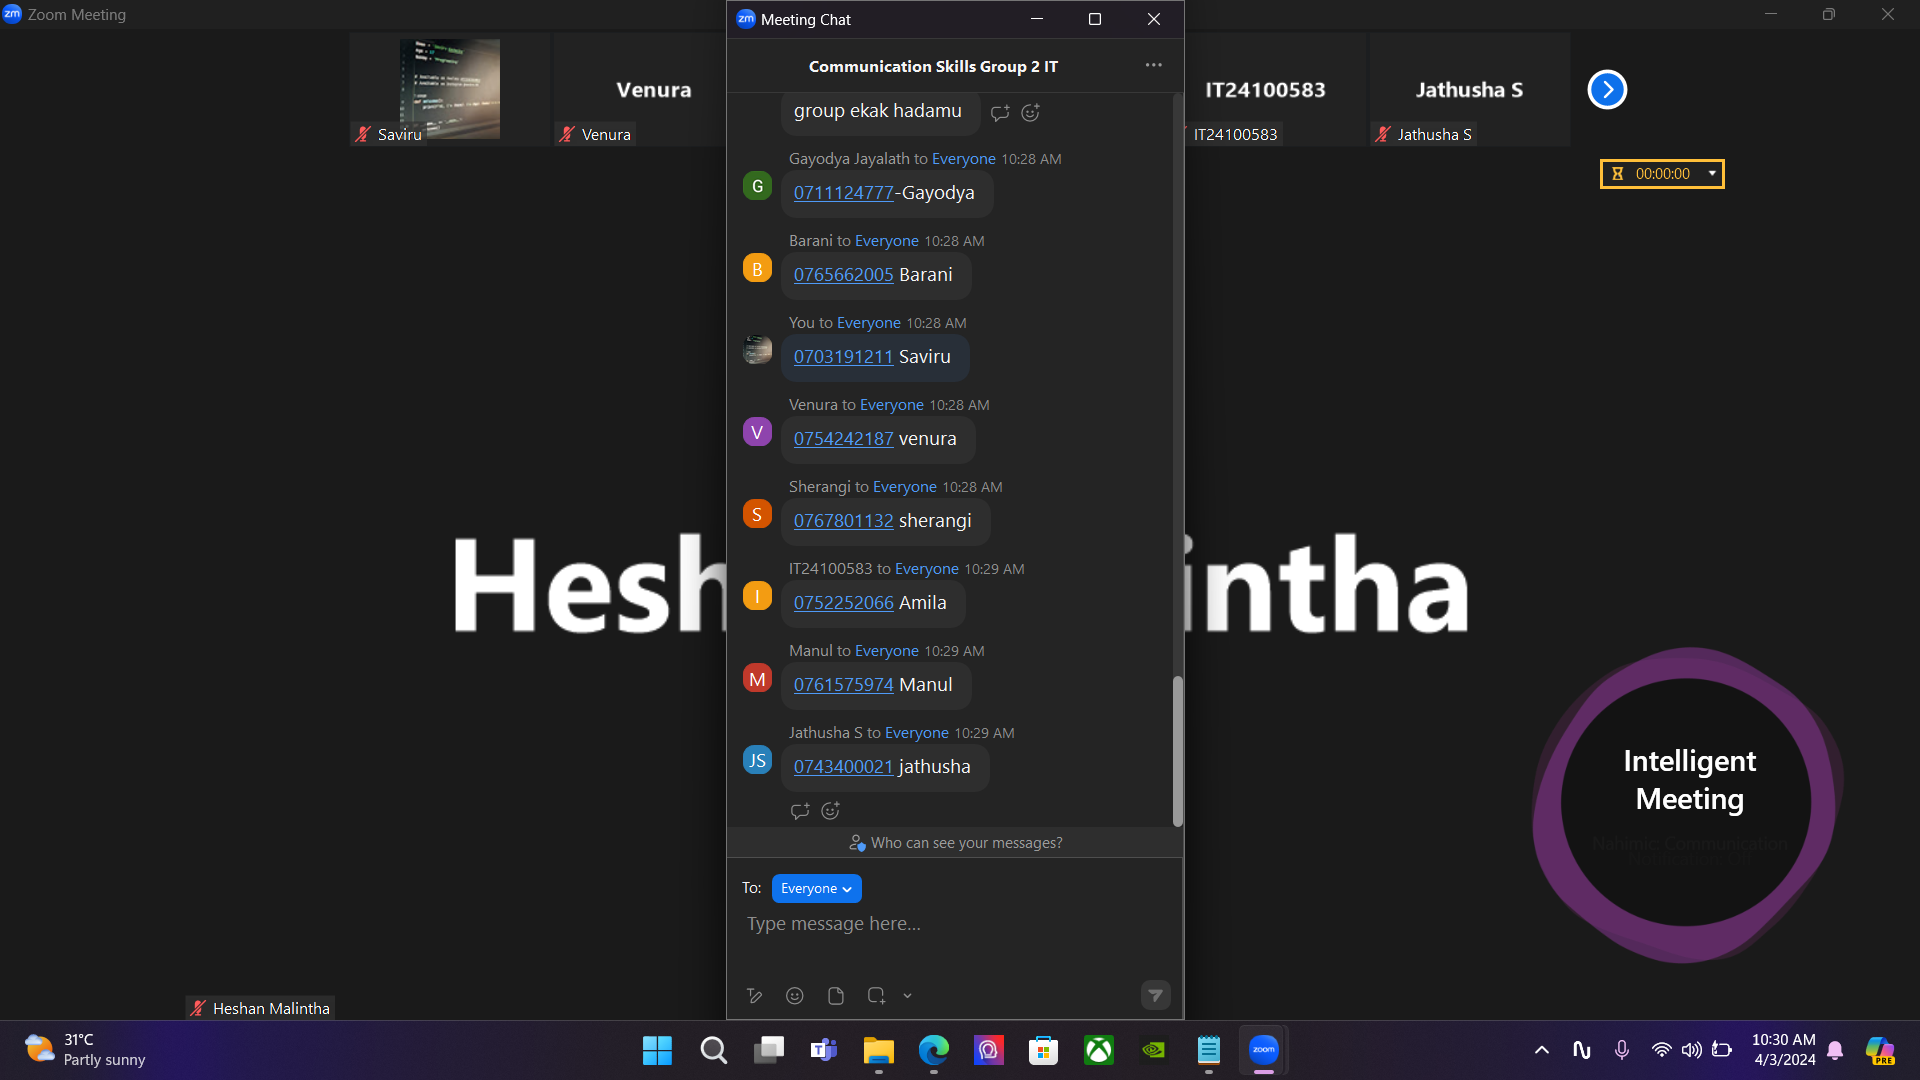 Zoom Meeting
Meeting Chat
Communication Skills Group 2 IT
Saviru
Venura
Venura
IT24100583
IT24100583
Jathusha S
Jathusha S
00:00:00
group ekak hadamu
Gayodya Jayalath to Everyone 10:28 AM
G
0711124777-Gayodya
Barani to Everyone 10:28 AM
B
0765662005 Barani
You to Everyone 10:28 AM
0703191211 Saviru
Venura to Everyone 10:28 AM
V
0754242187 venura
Sherangi to Everyone 10:28 AM
S
0767801132 sherangi
IT24100583 to Everyone 10:29 AM
I
0752252066 Amila
Manul to Everyone 10:29 AM
M
0761575974 Manul
Jathusha S to Everyone 10:29 AM
JS
0743400021 jathusha
Who can see your messages?
To: Everyone
Type message here...
Intelligent
Meeting
Heshan Malintha
31°C
Partly sunny
zoom
10:30 AM
4/3/2024
PRE